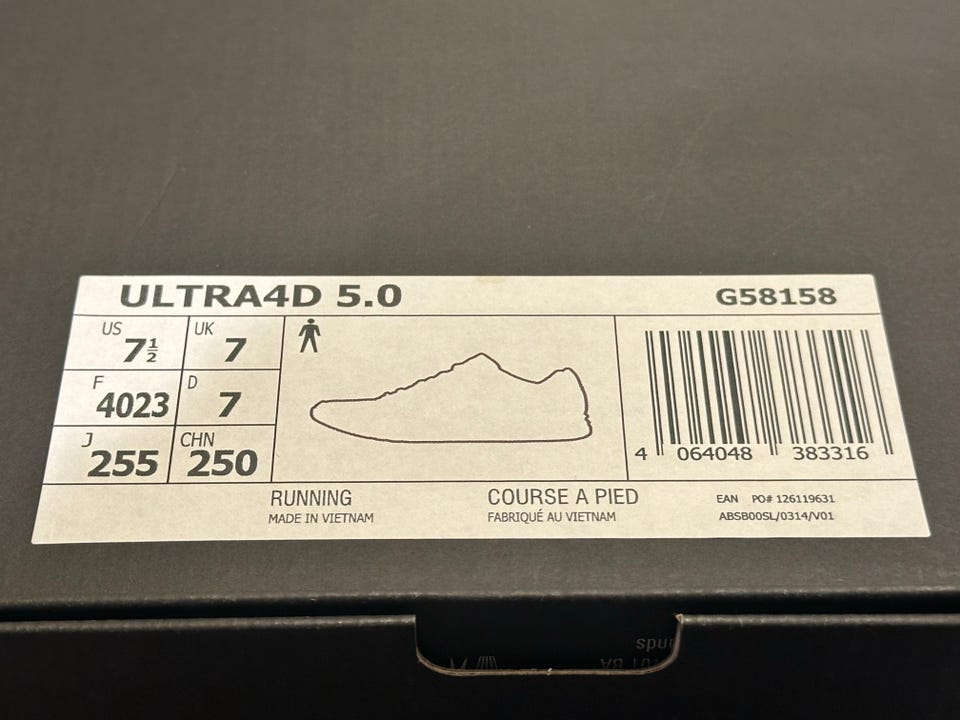 ULTRA4D 5.0 G58158
US 7½ UK 7
F 4023 D 7
J 255 CHN 250
4 064048 383316
RUNNING COURSE A PIED EAN PO# 126119631
MADE IN VIETNAM FABRIQUÉ AU VIETNAM ABSB00SL/0314/V01